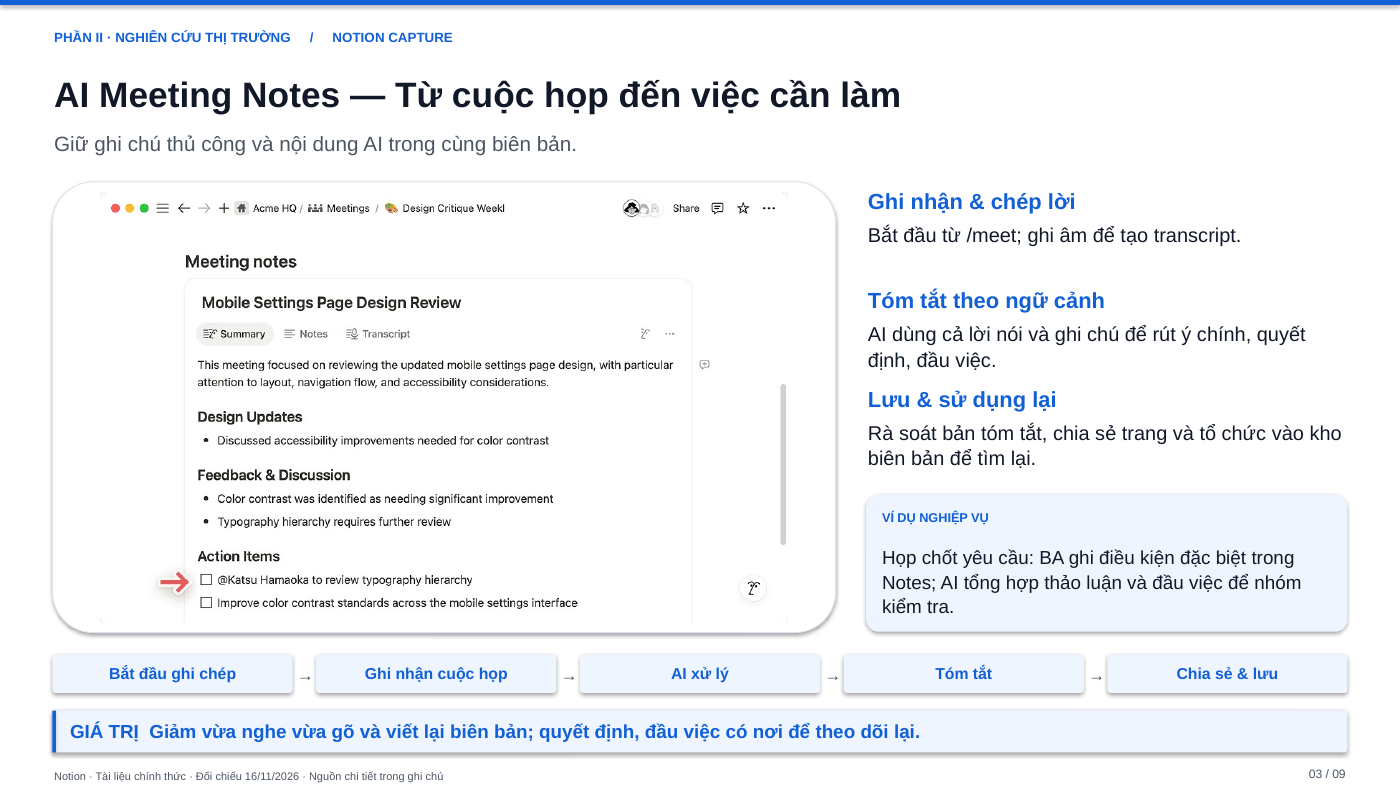 PHẦN II · NGHIÊN CỨU THỊ TRƯỜNG / NOTION CAPTURE
AI Meeting Notes — Từ cuộc họp đến việc cần làm
Giữ ghi chú thủ công và nội dung AI trong cùng biên bản.
Acme HQ / Meetings / Design Critique Weekl
Share
Meeting notes
Mobile Settings Page Design Review
Summary Notes Transcript
This meeting focused on reviewing the updated mobile settings page design, with particular
attention to layout, navigation flow, and accessibility considerations.
Design Updates
• Discussed accessibility improvements needed for color contrast
Feedback & Discussion
• Color contrast was identified as needing significant improvement
• Typography hierarchy requires further review
Action Items
@Katsu Hamaoka to review typography hierarchy
Improve color contrast standards across the mobile settings interface
Ghi nhận & chép lời
Bắt đầu từ /meet; ghi âm để tạo transcript.
Tóm tắt theo ngữ cảnh
AI dùng cả lời nói và ghi chú để rút ý chính, quyết
định, đầu việc.
Lưu & sử dụng lại
Rà soát bản tóm tắt, chia sẻ trang và tổ chức vào kho
biên bản để tìm lại.
VÍ DỤ NGHIỆP VỤ
Họp chốt yêu cầu: BA ghi điều kiện đặc biệt trong
Notes; AI tổng hợp thảo luận và đầu việc để nhóm
kiểm tra.
Bắt đầu ghi chép → Ghi nhận cuộc họp → AI xử lý → Tóm tắt → Chia sẻ & lưu
GIÁ TRỊ Giảm vừa nghe vừa gõ và viết lại biên bản; quyết định, đầu việc có nơi để theo dõi lại.
Notion · Tài liệu chính thức · Đối chiếu 16/11/2026 · Nguồn chi tiết trong ghi chú
03 / 09